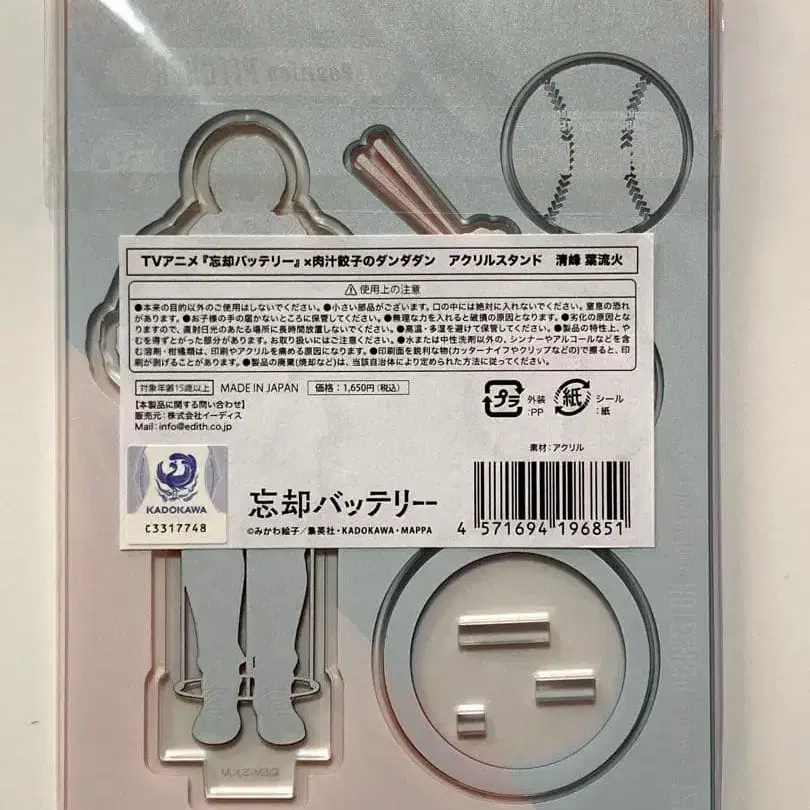 Position PITCHER
TVアニメ『忘却バッテリー』×肉汁餃子のダンダダン アクリルスタンド 清峰 葉流火
⚠使用上の注意
●本来の目的以外のご使用はしないでください。●小さい部品がございます。口の中には絶対に入れないでください。窒息の恐れ
があります。●お子様の手の届かないところに保管してください。●無理な力を入れると破損の原因となります。●劣化の原因となり
ますので、直射日光のあたる場所に長時間放置しないでください。●高温・多湿を避けて保管してください。●製品の特性上、や
むを得ずとがった部分があります。お取り扱いにはご注意ください。●水または中性洗剤以外の、シンナーやアルコールなどを含
む溶剤・柑橘類は、印刷やアクリルを痛める原因になります。●印刷面を鋭利な物(カッターナイフやクリップなどの)で擦ると、印
刷が剥げることがあります。●製品の廃棄(焼却など)は、当該自治体により定められた方法に従ってください。
対象年齢15歳以上 MADE IN JAPAN 価格：1,650円(税込)
【本製品に関する問い合わせ】
販売元：株式会社イーディス
Mail：info@edith.co.jp
プラ 外装:PP 紙 シール:紙
素材：アクリル
KADOKAWA
C3317748
忘却バッテリー
©みかわ絵子／集英社・KADOKAWA・MAPPA
4 571694 196851
©EM-S,K,M